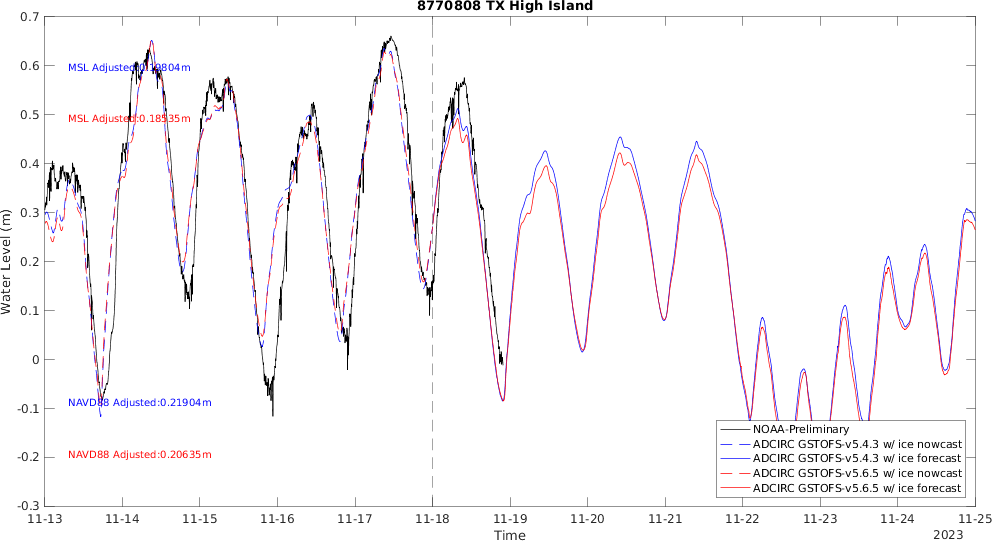 8770808 TX High Island
0.7
0.6
0.5
0.4
0.3
0.2
0.1
0
-0.1
-0.2
-0.3
Water Level (m)
MSL Adjusted:0.19804m
MSL Adjusted:0.18535m
NAVD88 Adjusted:0.21904m
NAVD88 Adjusted:0.20635m
NOAA-Preliminary
ADCIRC GSTOFS-v5.4.3 w/ ice nowcast
ADCIRC GSTOFS-v5.4.3 w/ ice forecast
ADCIRC GSTOFS-v5.6.5 w/ ice nowcast
ADCIRC GSTOFS-v5.6.5 w/ ice forecast
11-13 11-14 11-15 11-16 11-17 11-18 11-19 11-20 11-21 11-22 11-23 11-24 11-25
Time
2023